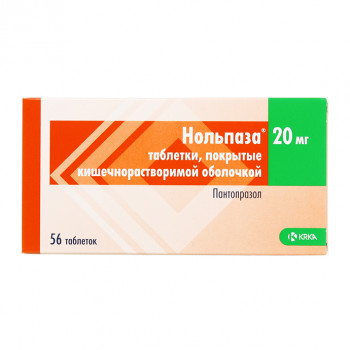 Нольпаза® 20 мг
таблетки, покрытые
кишечнорастворимой оболочкой
Пантопразол
56 таблеток
KRKA